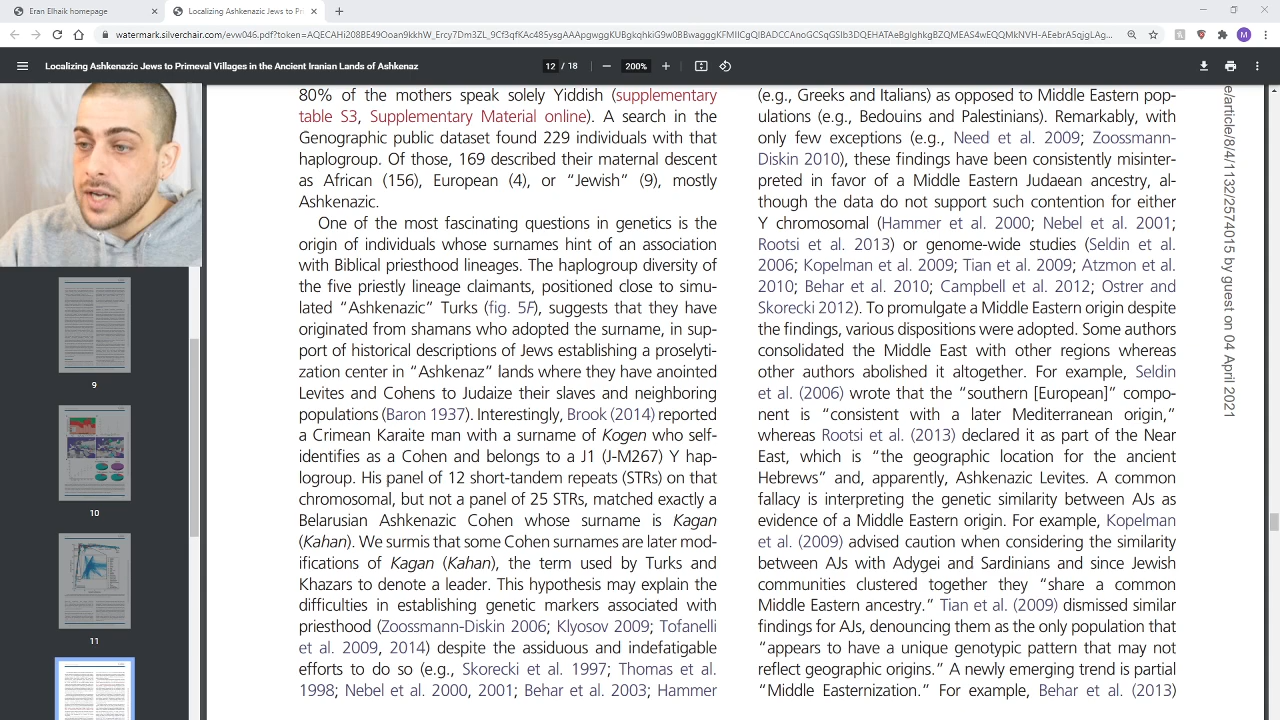 Eran Elhaik homepage
Localizing Ashkenazic Jews to Pri
watermark.silverchair.com/evw046.pdf?token=
M
Localizing Ashkenazic Jews to Primeval Villages in the Ancient Iranian Lands of Ashkenaz
12 / 18
200%
9
10
11
80% of the mothers speak solely Yiddish (supplementary
table S3, Supplementary Material online). A search in the
Genographic public dataset found 229 individuals with that
haplogroup. Of those, 169 described their maternal descent
as African (156), European (4), or “Jewish” (9), mostly
Ashkenazic.
One of the most fascinating questions in genetics is the
origin of individuals whose surnames hint of an association
with Biblical priesthood lineages. The haplogroup diversity of
the five priestly lineage claimants positioned close to simu-
lated “Ashkenazic” Turks (fig. 4) suggests that they have
originated from shamans who adopted the surname, in sup-
port of historical descriptions of Jews establishing a proselyti-
zation center in “Ashkenaz” lands where they have anointed
Levites and Cohens to Judaize their slaves and neighboring
populations (Baron 1937). Interestingly, Brook (2014) reported
a Crimean Karaite man with the surname of Kogen who self-
identifies as a Cohen and belongs to a J1 (J-M267) Y hap-
logroup. His panel of 12 short tandem repeats (STRs) on that
chromosomal, but not a panel of 25 STRs, matched exactly a
Belarusian Ashkenazic Cohen whose surname is Kagan
(Kahan). We surmis that some Cohen surnames are later mod-
ifications of Kagan (Kahan), the term used by Turks and
Khazars to denote a leader. This hypothesis may explain the
difficulties in establishing genetic markers associated with
priesthood (Zoossmann-Diskin 2006; Klyosov 2009; Tofanelli
et al. 2009, 2014) despite the assiduous and indefatigable
efforts to do so (e.g., Skorecki et al. 1997; Thomas et al.
1998;
(e.g., Greeks and Italians) as opposed to Middle Eastern pop-
ulations (e.g., Bedouins and Palestinians). Remarkably, with
only few exceptions (e.g., Need et al. 2009; Zoossmann-
Diskin 2010), these findings have been consistently misinter-
preted in favor of a Middle Eastern Judaean ancestry, al-
though the data do not support such contention for either
Y chromosomal (Hammer et al. 2000; Nebel et al. 2001;
Rootsi et al. 2013) or genome-wide studies (Seldin et al.
2006; Kopelman et al. 2009; Tian et al. 2009; Atzmon et al.
2010; Behar et al. 2010; Campbell et al. 2012; Ostrer and
Skorecki 2012). To promote a Middle Eastern origin despite
the findings, various dispositions were adopted. Some authors
consolidated the Middle East with other regions whereas
other authors abolished it altogether. For example, Seldin
et al. (2006) wrote that the “southern [European] compo-
nent is “consistent with a later Mediterranean origin,”
whereas Rootsi et al. (2013) declared it as part of the Near
East, which is “the geographic location for the ancient
Hebrews” and apparently Ashkenazic Levites. A common
fallacy is interpreting the genetic similarity between AJs as
evidence of a Middle Eastern origin. For example, Kopelman
et al. (2009) advised caution when considering the similarity
between AJs with Adygei and Sardinians and since Jewish
communities clustered together they share a common
Middle Eastern ancestry. Tian et al. (2009) dismissed similar
findings for AJs, denouncing them as the only population that
“appears to have a unique genotypic pattern that may not
reflect geographic origins.” Studies experimented in uniparental
Eastern origin. For example, Behar et al. (2013)
e/article/8/4/1132/2574015 by guest on 04 April 2021